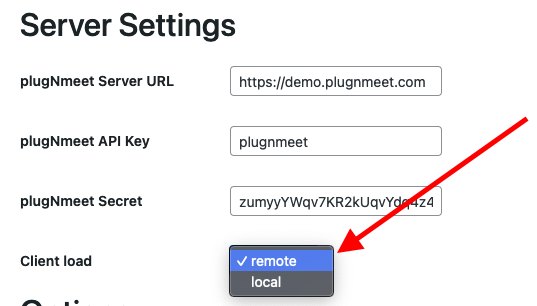 Server Settings
plugNmeet Server URL https://demo.plugnmeet.com
plugNmeet API Key plugnmeet
plugNmeet Secret zumyyYWqv7KR2kUqvYdq4z4
Client load ✓ remote
local